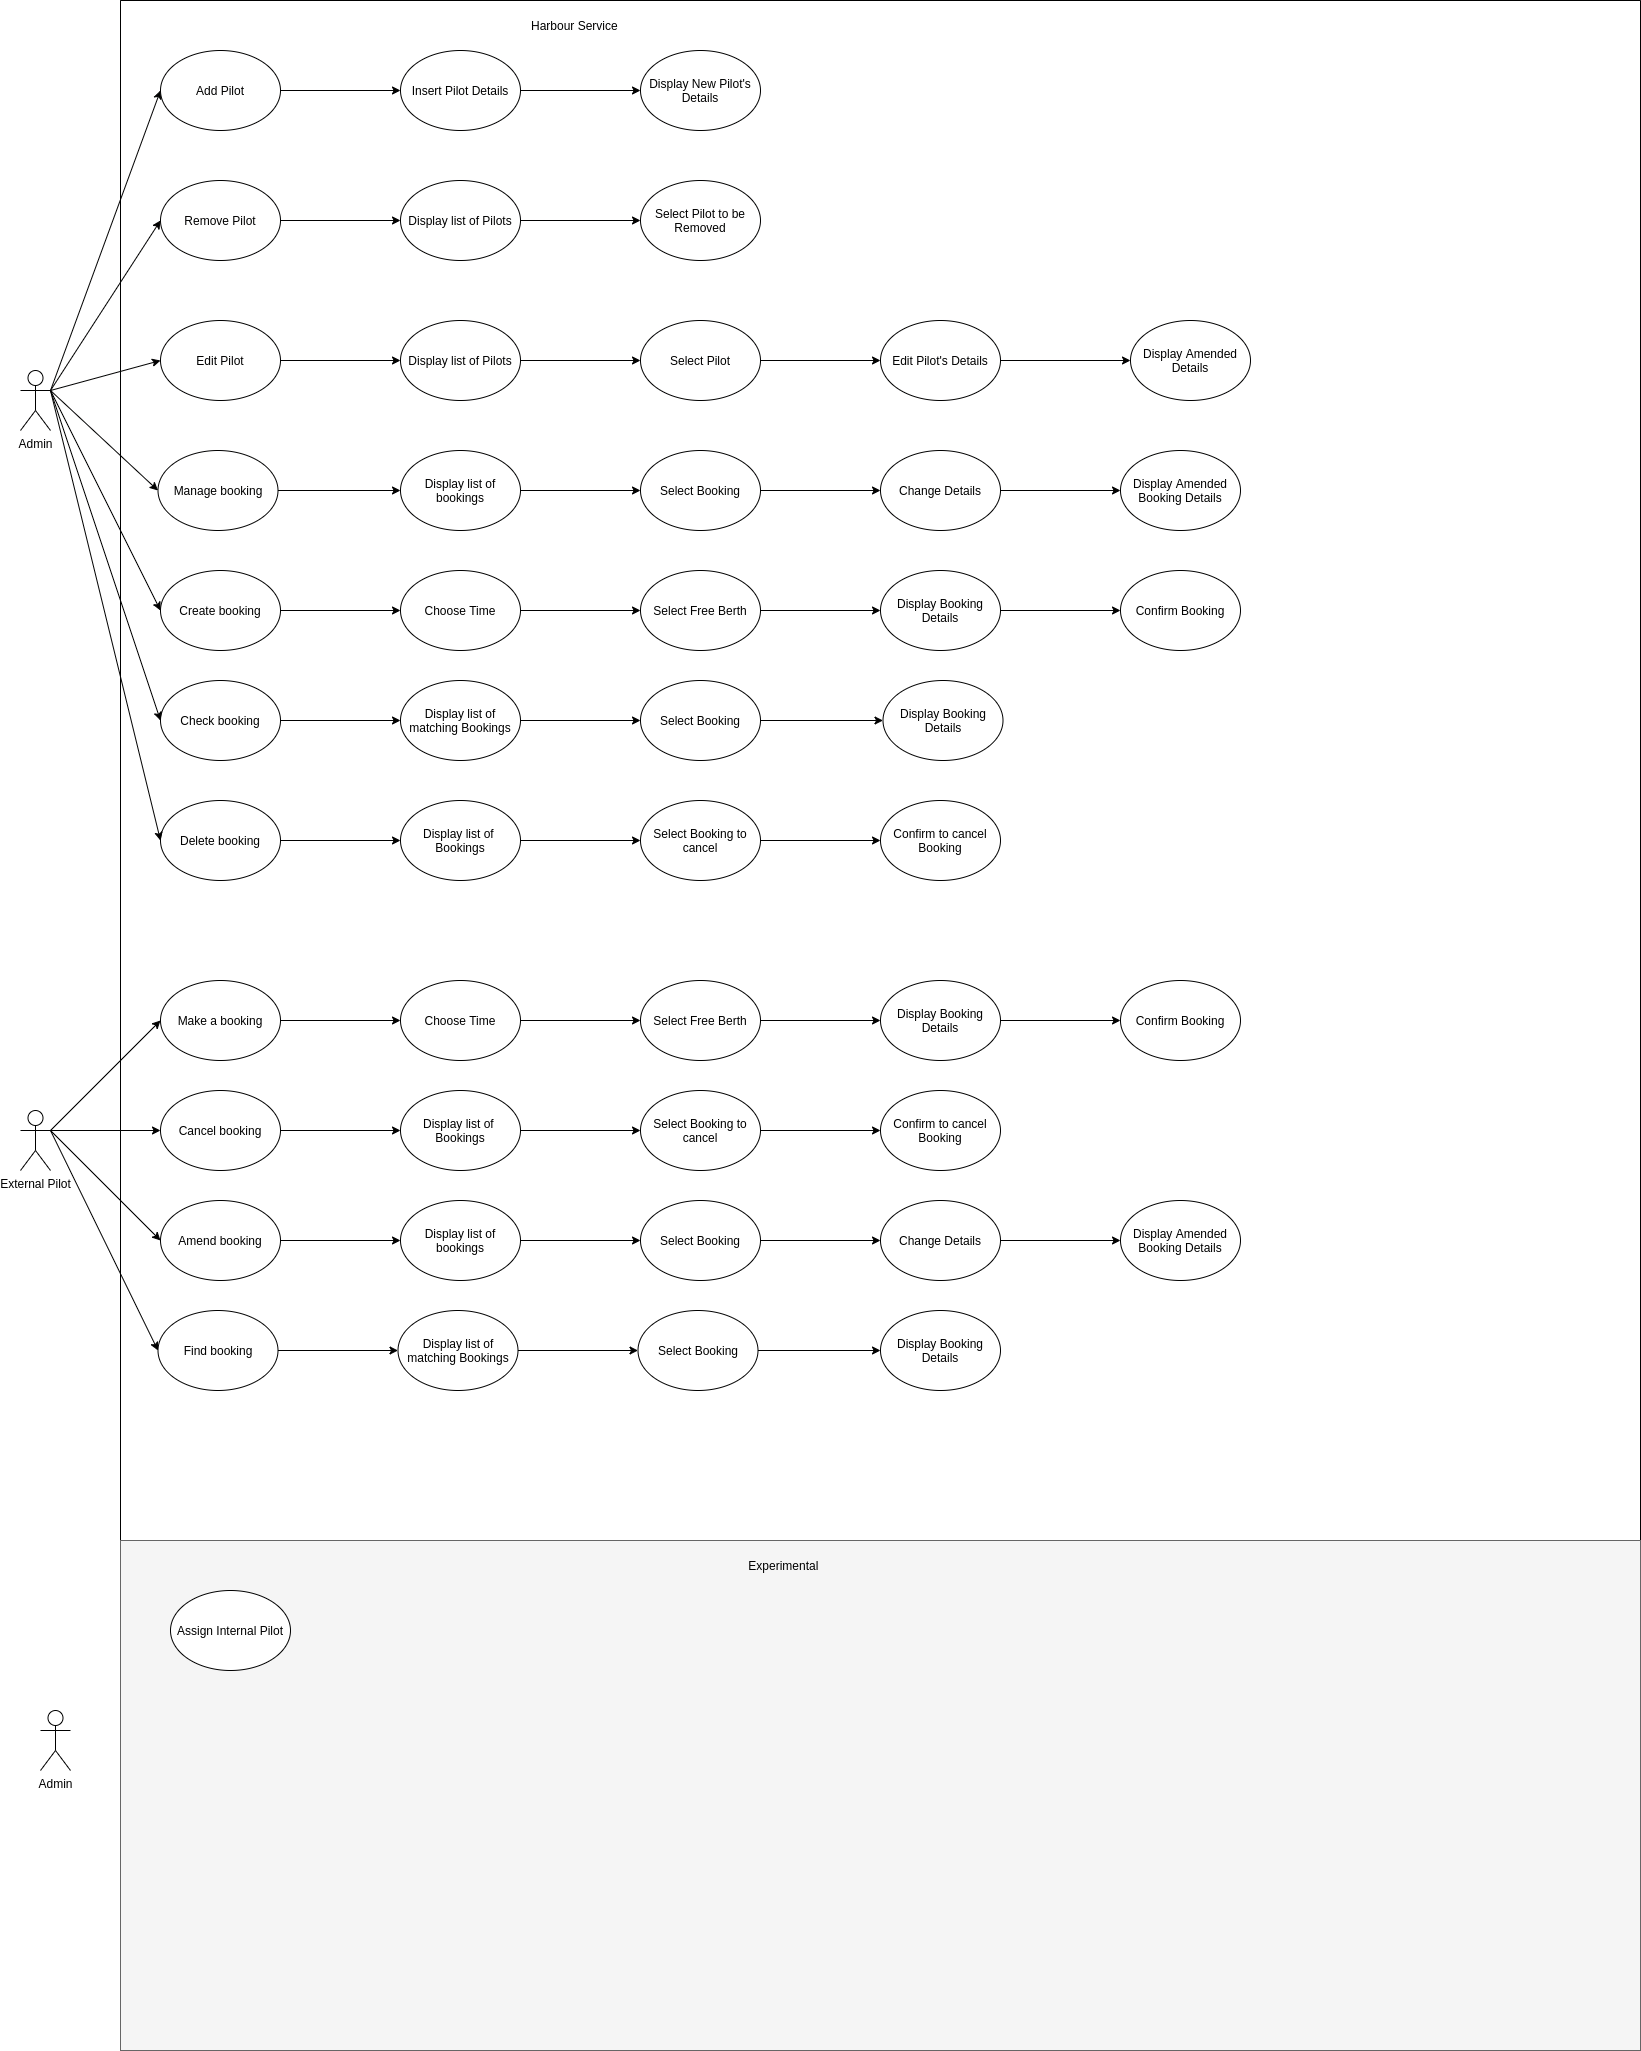 Harbour Service
Add Pilot
Insert Pilot Details
Display New Pilot's
Details
Remove Pilot
Display list of Pilots
Select Pilot to be
Removed
Edit Pilot
Display list of Pilots
Select Pilot
Edit Pilot's Details
Display Amended
Details
Admin
Manage booking
Display list of
bookings
Select Booking
Change Details
Display Amended
Booking Details
Create booking
Choose Time
Select Free Berth
Display Booking
Details
Confirm Booking
Check booking
Display list of
matching Bookings
Select Booking
Display Booking
Details
Delete booking
Display list of
Bookings
Select Booking to
cancel
Confirm to cancel
Booking
Make a booking
Choose Time
Select Free Berth
Display Booking
Details
Confirm Booking
Cancel booking
Display list of
Bookings
Select Booking to
cancel
Confirm to cancel
Booking
External Pilot
Amend booking
Display list of
bookings
Select Booking
Change Details
Display Amended
Booking Details
Find booking
Display list of
matching Bookings
Select Booking
Display Booking
Details
Experimental
Assign Internal Pilot
Admin